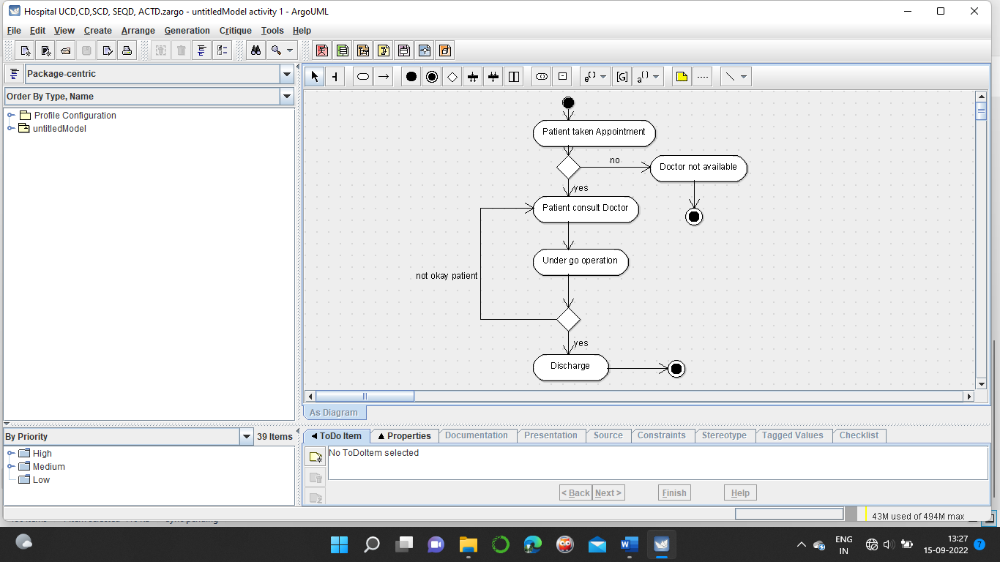 Hospital UCD,CD,SCD, SEQD, ACTD.zargo - untitledModel activity 1 - ArgoUML
File Edit View Create Arrange Generation Critique Tools Help
Package-centric
Order By Type, Name
Profile Configuration
untitledModel
Patient taken Appointment
no
Doctor not available
yes
Patient consult Doctor
Under go operation
not okay patient
yes
Discharge
As Diagram
By Priority
39 Items
High
Medium
Low
ToDo Item
Properties
Documentation
Presentation
Source
Constraints
Stereotype
Tagged Values
Checklist
No ToDoItem selected
< Back Next > Finish Help
43M used of 494M max
ENG
IN
13:27
15-09-2022
7